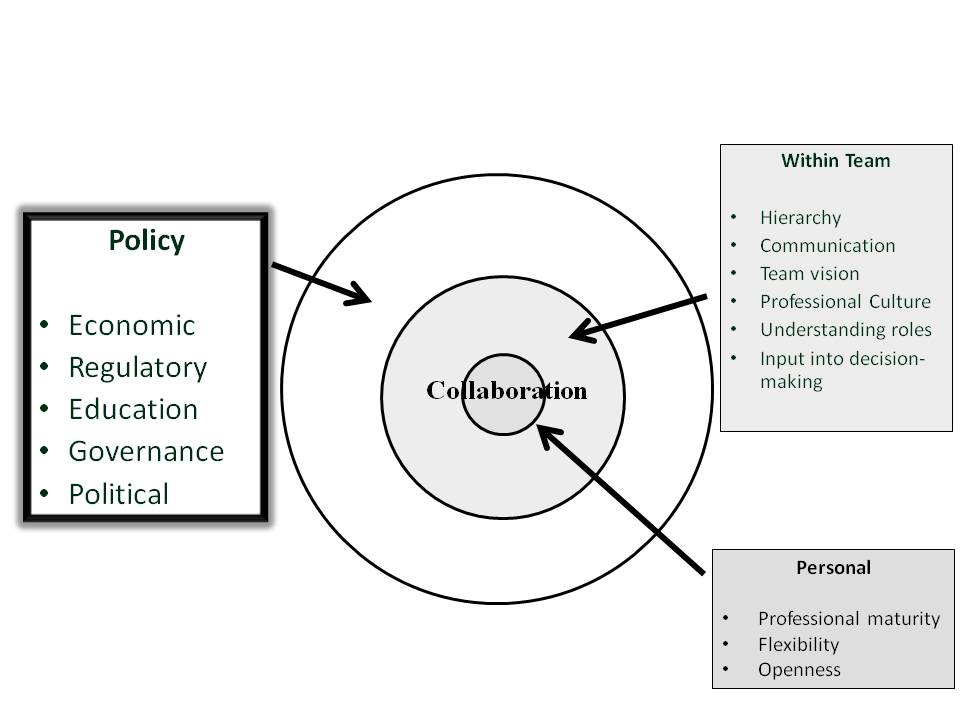 Policy
• Economic
• Regulatory
• Education
• Governance
• Political
Collaboration
Within Team
• Hierarchy
• Communication
• Team vision
• Professional Culture
• Understanding roles
• Input into decision-
making
Personal
• Professional maturity
• Flexibility
• Openness